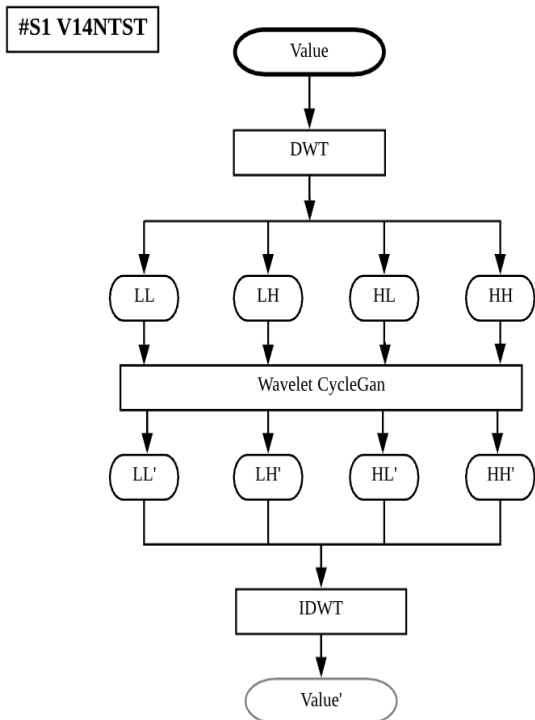 #S1 V14NTST
Value
DWT
LL LH HL HH
Wavelet CycleGan
LL' LH' HL' HH'
IDWT
Value'